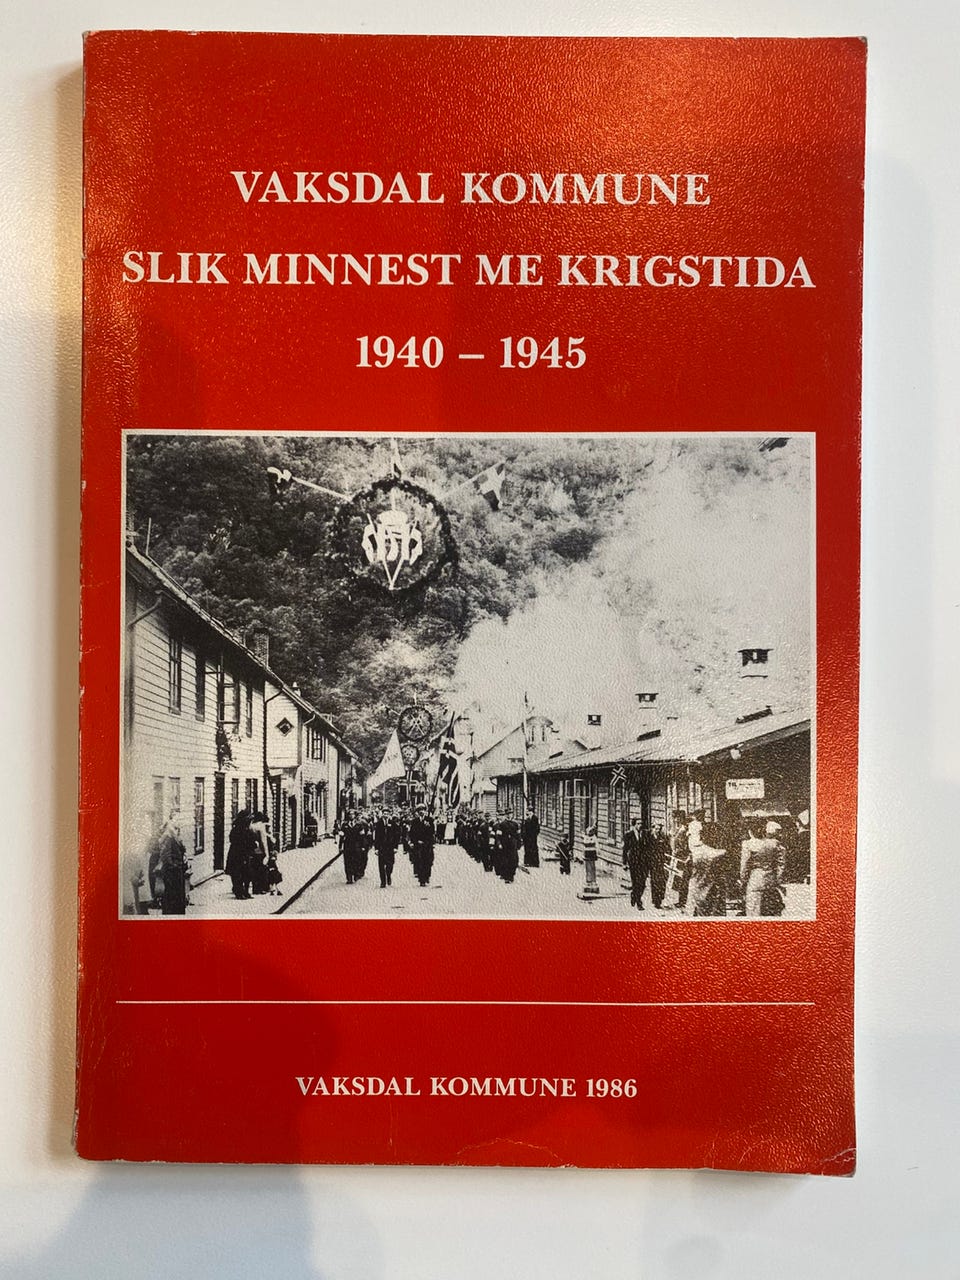 VAKSDAL KOMMUNE
SLIK MINNEST ME KRIGSTIDA
1940 – 1945
VAKSDAL KOMMUNE 1986